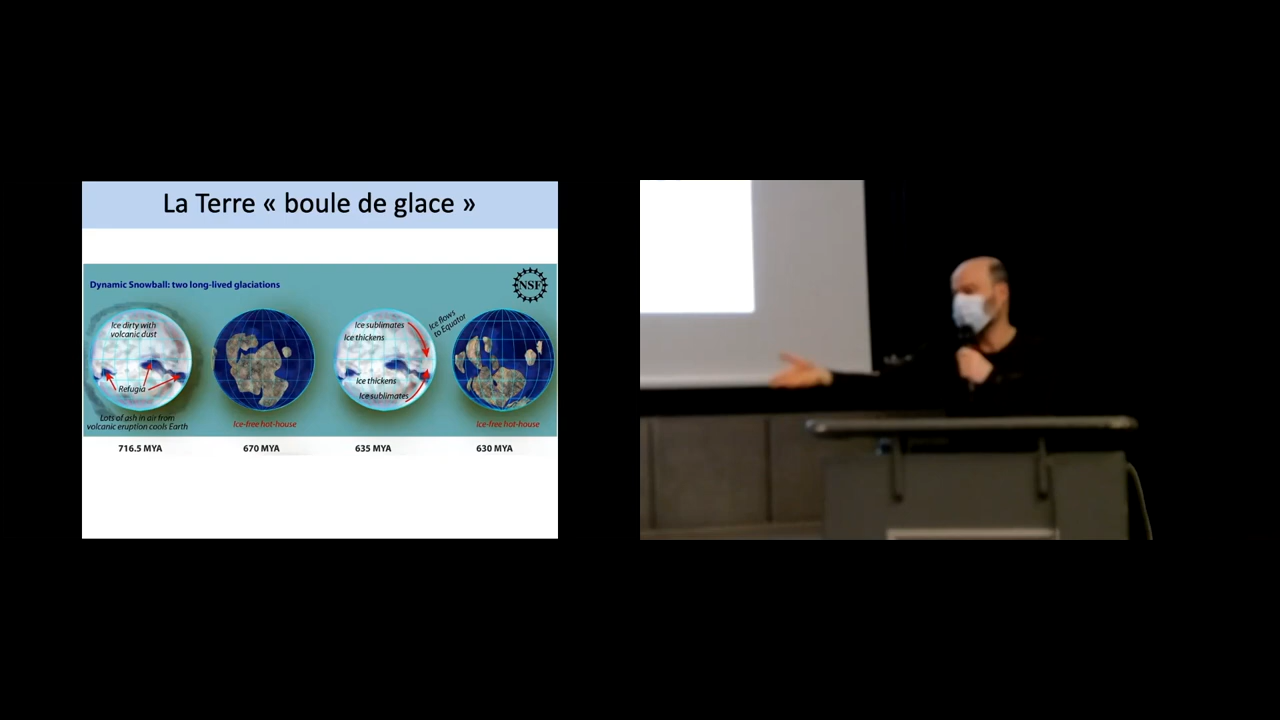 La Terre « boule de glace »
Dynamic Snowball: two long-lived glaciations
NSF
Ice dirty with
volcanic dust
Refugia
Lots of ash in air from
volcanic eruption cools Earth
716.5 MYA
Ice-free hot-house
670 MYA
Ice sublimates
Ice thickens
Ice thickens
Ice sublimates
635 MYA
Ice flows
to Equator
Ice-free hot-house
630 MYA